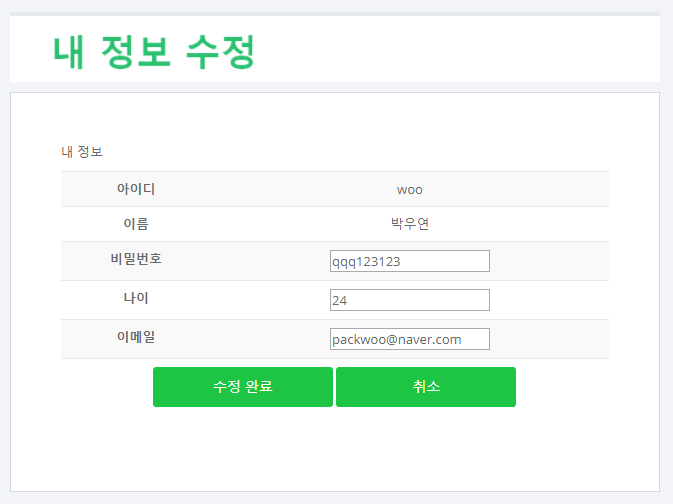 내 정보 수정
내 정보
아이디 woo
이름 박우연
비밀번호 qqq123123
나이 24
이메일 packwoo@naver.com
수정 완료 취소